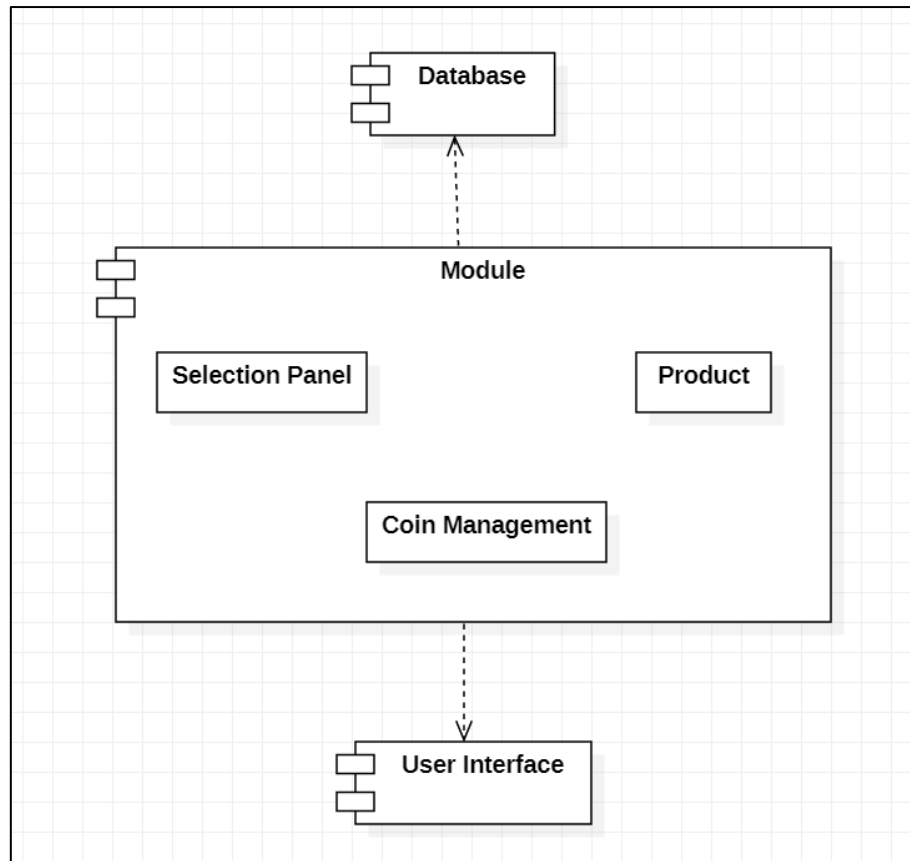 Database
Module
Selection Panel
Product
Coin Management
User Interface